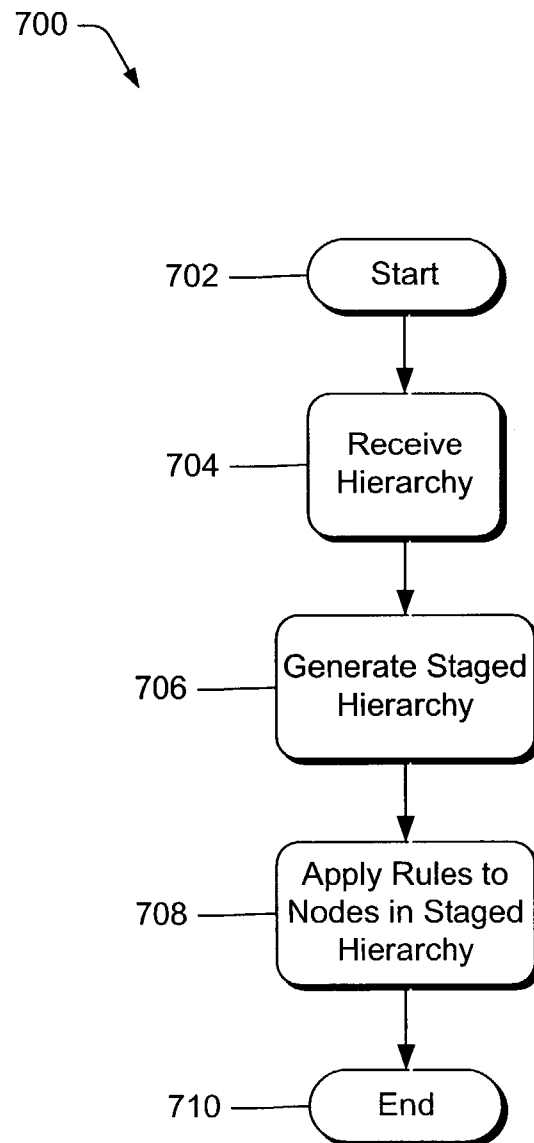 700
702
Start
704
Receive
Hierarchy
706
Generate Staged
Hierarchy
708
Apply Rules to
Nodes in Staged
Hierarchy
710
End